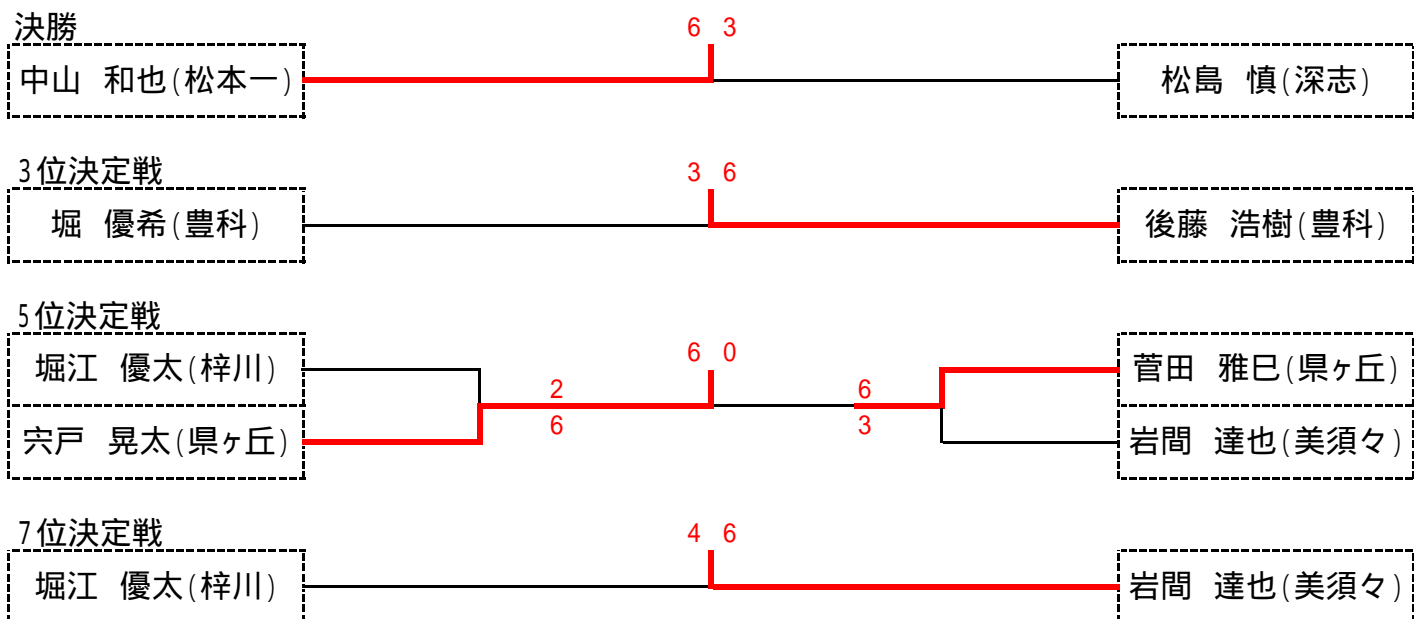 決勝
6 3
中山 和也(松本一)
松島 慎(深志)
3位決定戦
3 6
堀 優希(豊科)
後藤 浩樹(豊科)
5位決定戦
堀江 優太(梓川)
6 0
菅田 雅巳(県ヶ丘)
2
6
6
3
宍戸 晃太(県ヶ丘)
岩間 達也(美須々)
7位決定戦
4 6
堀江 優太(梓川)
岩間 達也(美須々)